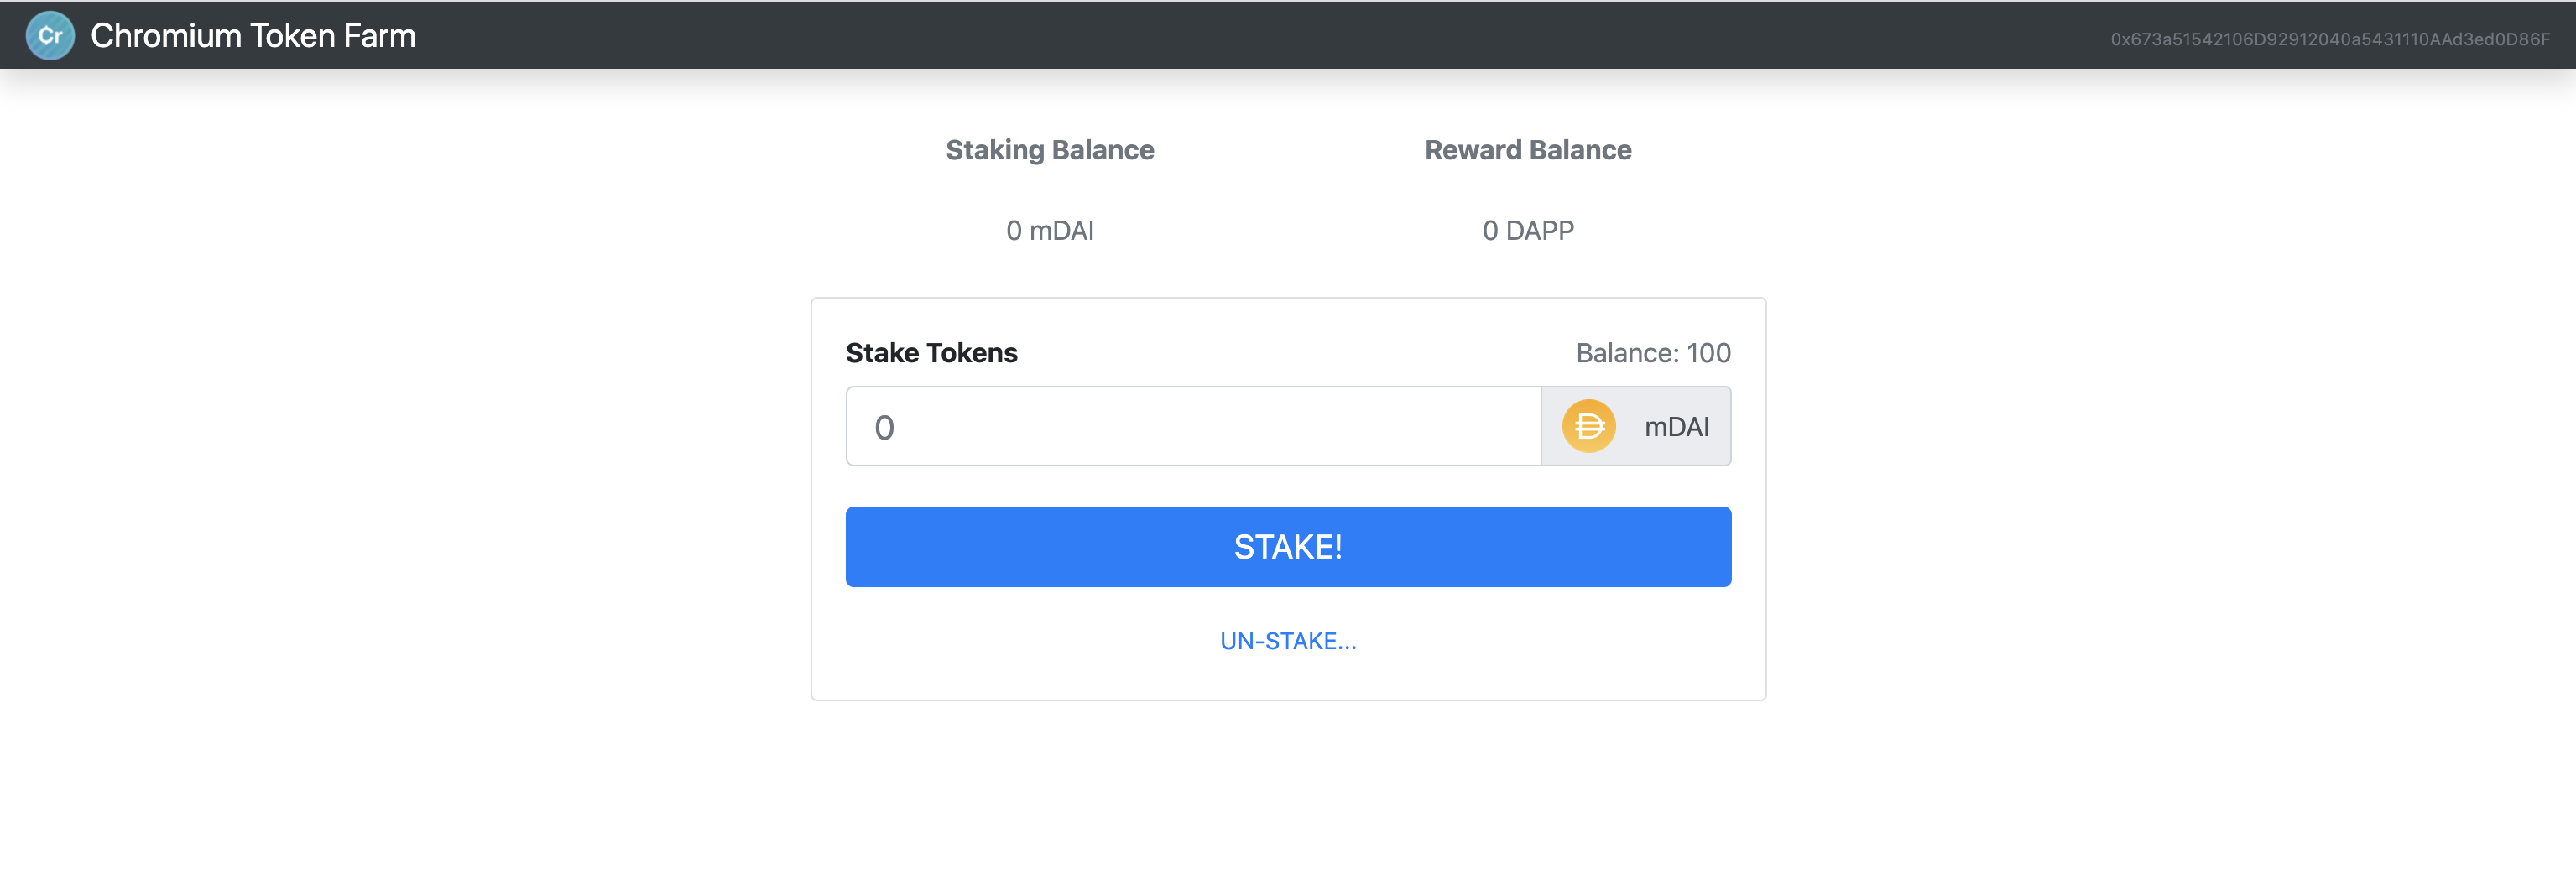 ₵r Chromium Token Farm
0x673a51542106D92912040a5431110AAd3ed0D86F
Staking Balance
Reward Balance
0 mDAI
0 DAPP
Stake Tokens
Balance: 100
0
mDAI
STAKE!
UN-STAKE...